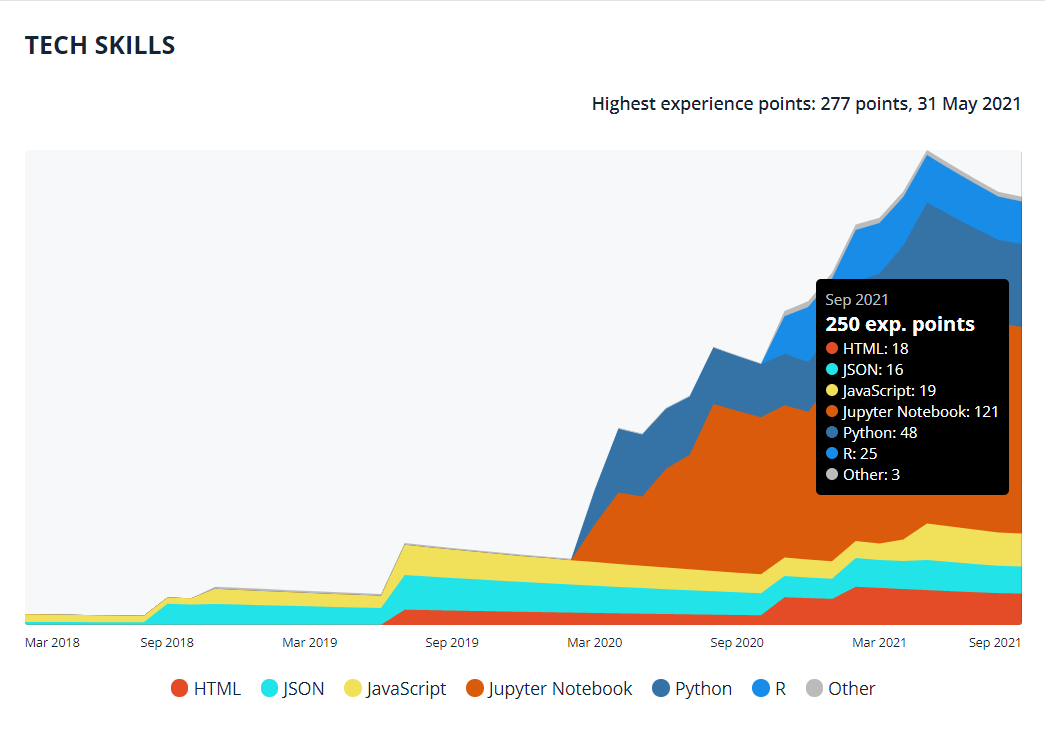 TECH SKILLS
Highest experience points: 277 points, 31 May 2021
Sep 2021
250 exp. points
HTML: 18
JSON: 16
JavaScript: 19
Jupyter Notebook: 121
Python: 48
R: 25
Other: 3
Mar 2018 Sep 2018 Mar 2019 Sep 2019 Mar 2020 Sep 2020 Mar 2021 Sep 2021
HTML JSON JavaScript Jupyter Notebook Python R Other